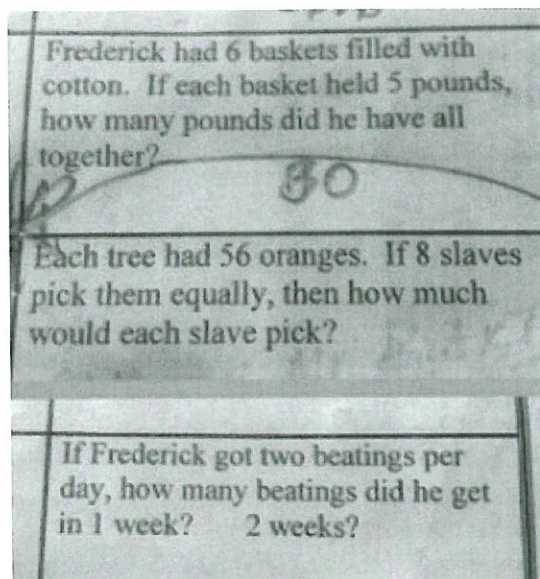 Frederick had 6 baskets filled with
cotton. If each basket held 5 pounds,
how many pounds did he have all
together?
30
Each tree had 56 oranges. If 8 slaves
pick them equally, then how much
would each slave pick?
If Frederick got two beatings per
day, how many beatings did he get
in 1 week? 2 weeks?